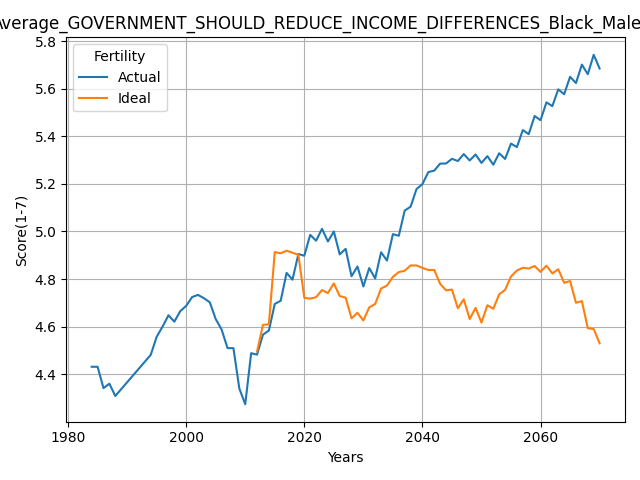 Average_GOVERNMENT_SHOULD_REDUCE_INCOME_DIFFERENCES_Black_Male
Fertility
Actual
Ideal
Score(1-7)
5.8
5.6
5.4
5.2
5.0
4.8
4.6
4.4
1980
2000
2020
2040
2060
Years